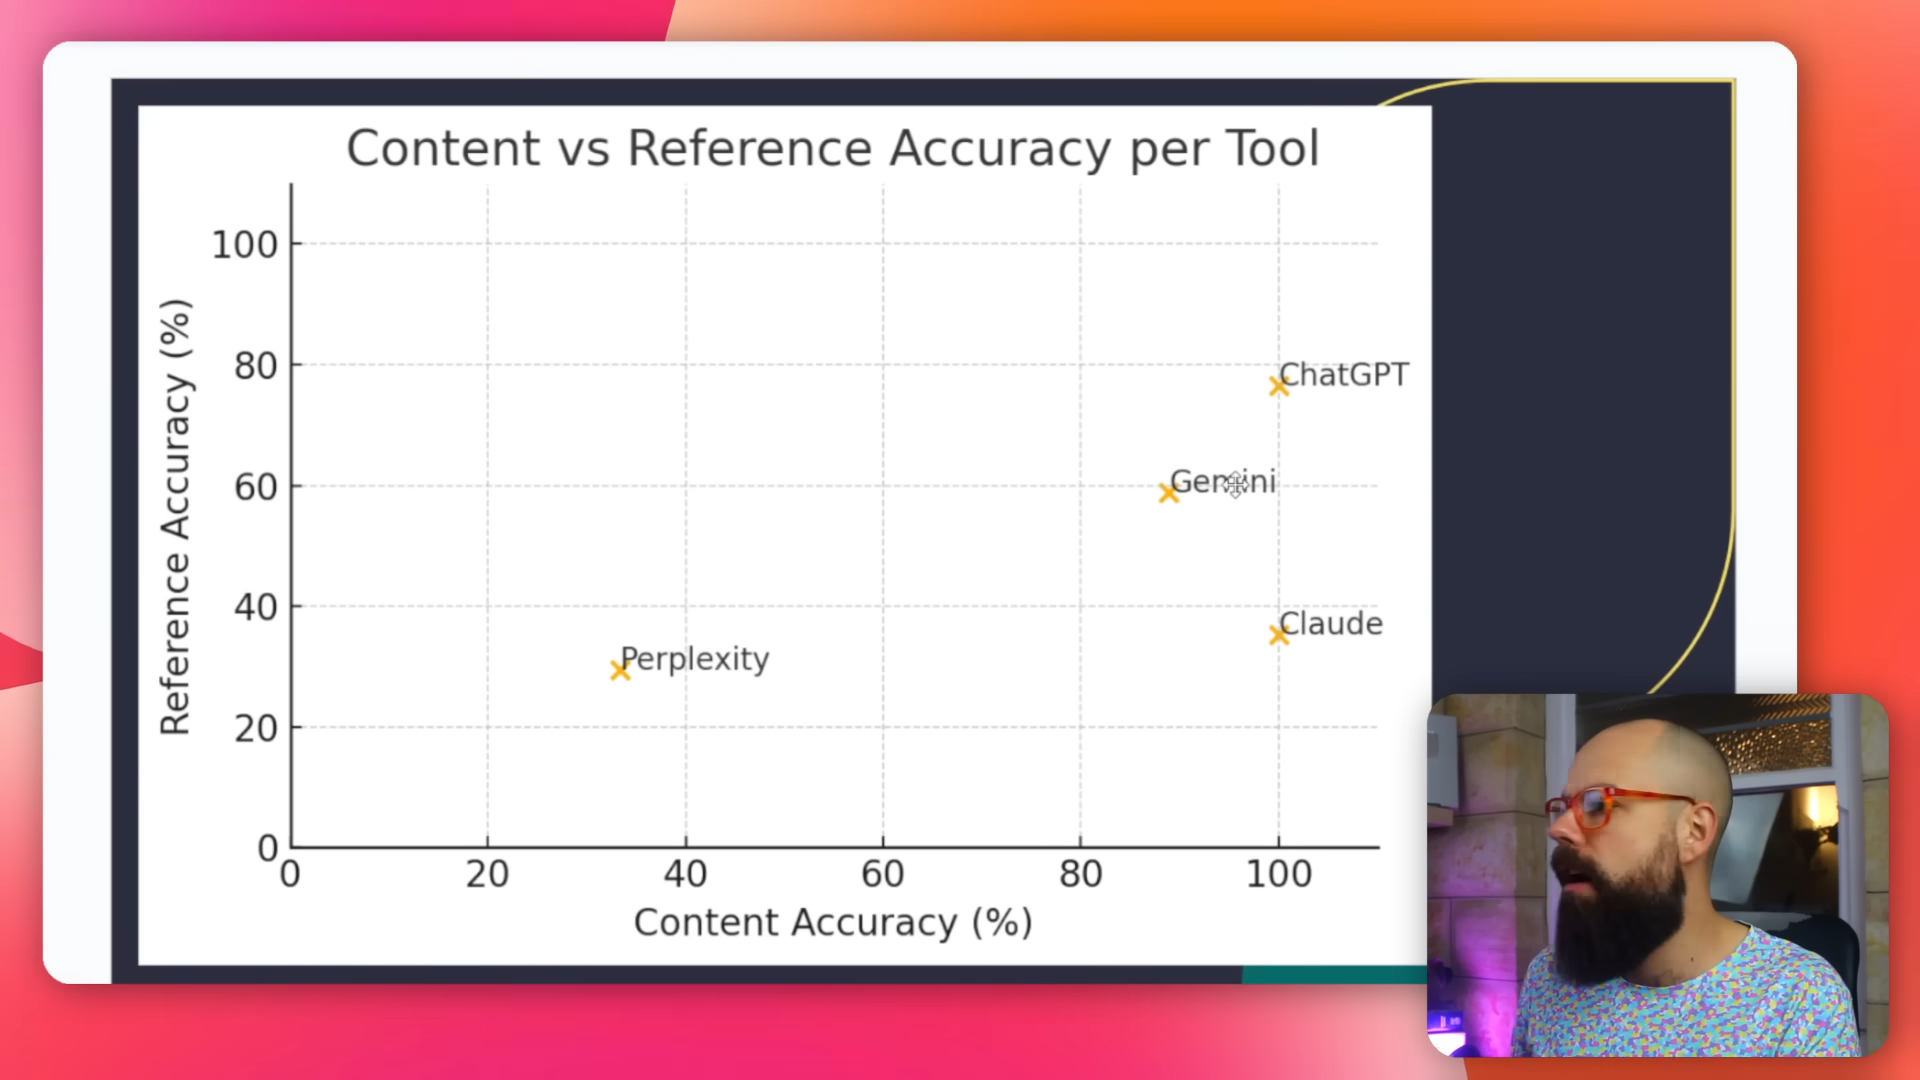 Content vs Reference Accuracy per Tool
Reference Accuracy (%)
100
80
60
40
20
0
ChatGPT
Gemini
Claude
Perplexity
0 20 40 60 80 100
Content Accuracy (%)